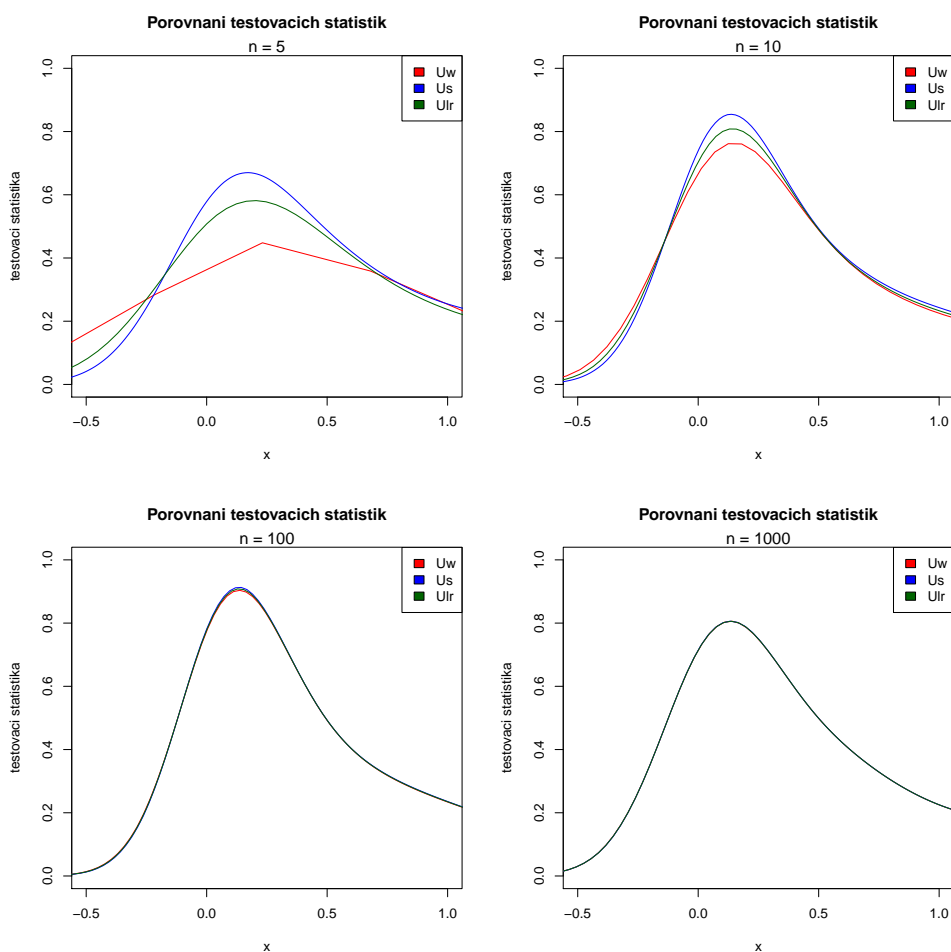 Porovnani testovacich statistik
n = 5
Uw
Us
Ulr
testovaci statistika
0.0 0.2 0.4 0.6 0.8 1.0
−0.5 0.0 0.5 1.0
x
Porovnani testovacich statistik
n = 10
Uw
Us
Ulr
testovaci statistika
0.0 0.2 0.4 0.6 0.8 1.0
−0.5 0.0 0.5 1.0
x
Porovnani testovacich statistik
n = 100
Uw
Us
Ulr
testovaci statistika
0.0 0.2 0.4 0.6 0.8 1.0
−0.5 0.0 0.5 1.0
x
Porovnani testovacich statistik
n = 1000
Uw
Us
Ulr
testovaci statistika
0.0 0.2 0.4 0.6 0.8 1.0
−0.5 0.0 0.5 1.0
x